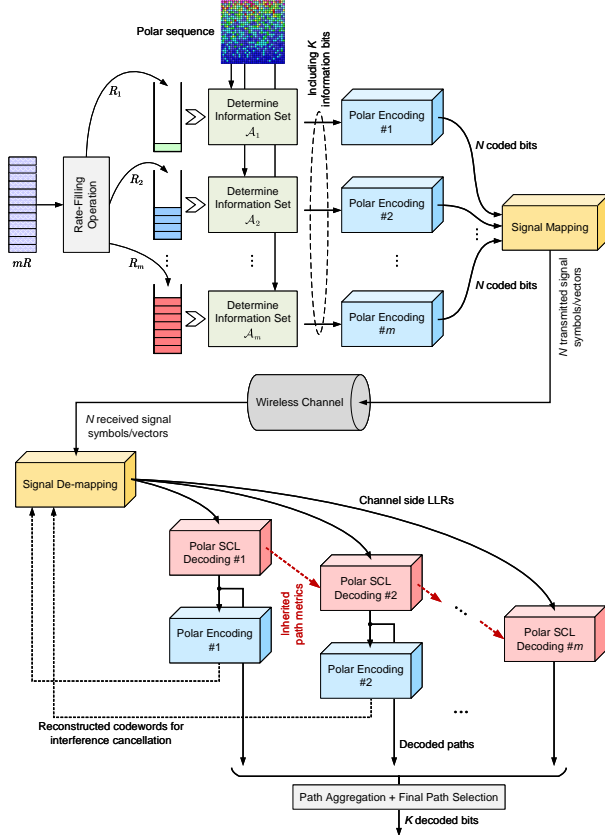 Polar sequence
Including K
information bits
R1
Determine
Information Set
𝒜1
Polar Encoding
#1
N coded bits
Rate-Filling
Operation
R2
Determine
Information Set
𝒜2
Polar Encoding
#2
Signal Mapping
mR
Rm
...
...
...
...
N coded bits
Determine
Information Set
𝒜m
Polar Encoding
#m
N transmitted signal
symbols/vectors
Wireless Channel
N received signal
symbols/vectors
Signal De-mapping
Channel side LLRs
Polar SCL
Decoding #1
Polar SCL
Decoding #2
Inherited
path metrics
...
Polar SCL
Decoding #m
Polar Encoding
#1
Polar Encoding
#2
...
Reconstructed codewords for
interference cancellation
Decoded paths
Path Aggregation + Final Path Selection
K decoded bits